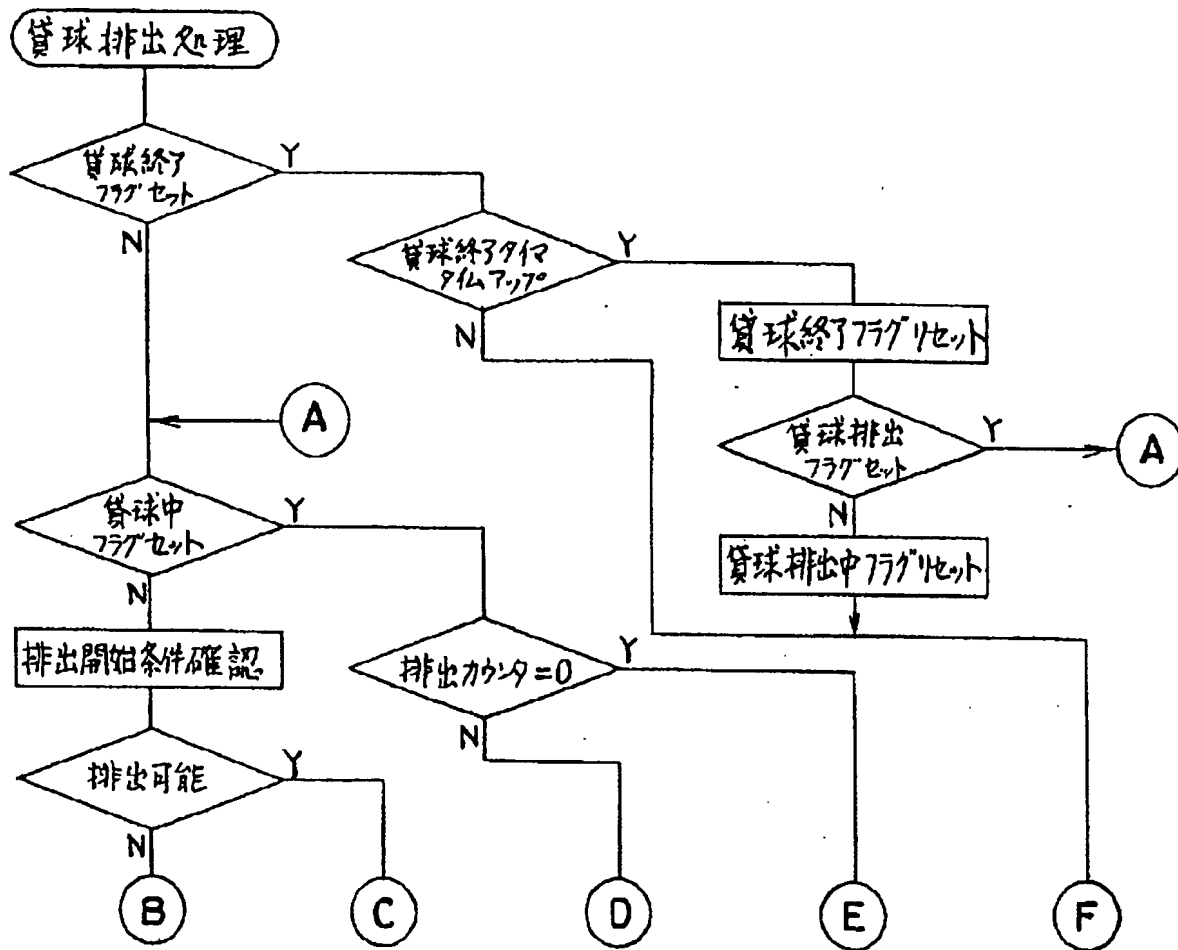 貸球排出処理
貸球終了
フラグセット
Y
N
貸球終了タイマ
タイムアップ
Y
N
貸球終了フラグリセット
A
貸球排出
フラグセット
Y
A
N
貸球中
フラグセット
Y
N
貸球排出中フラグリセット
排出開始条件確認
排出カウンタ=0
Y
N
排出可能
Y
N
B
C
D
E
F